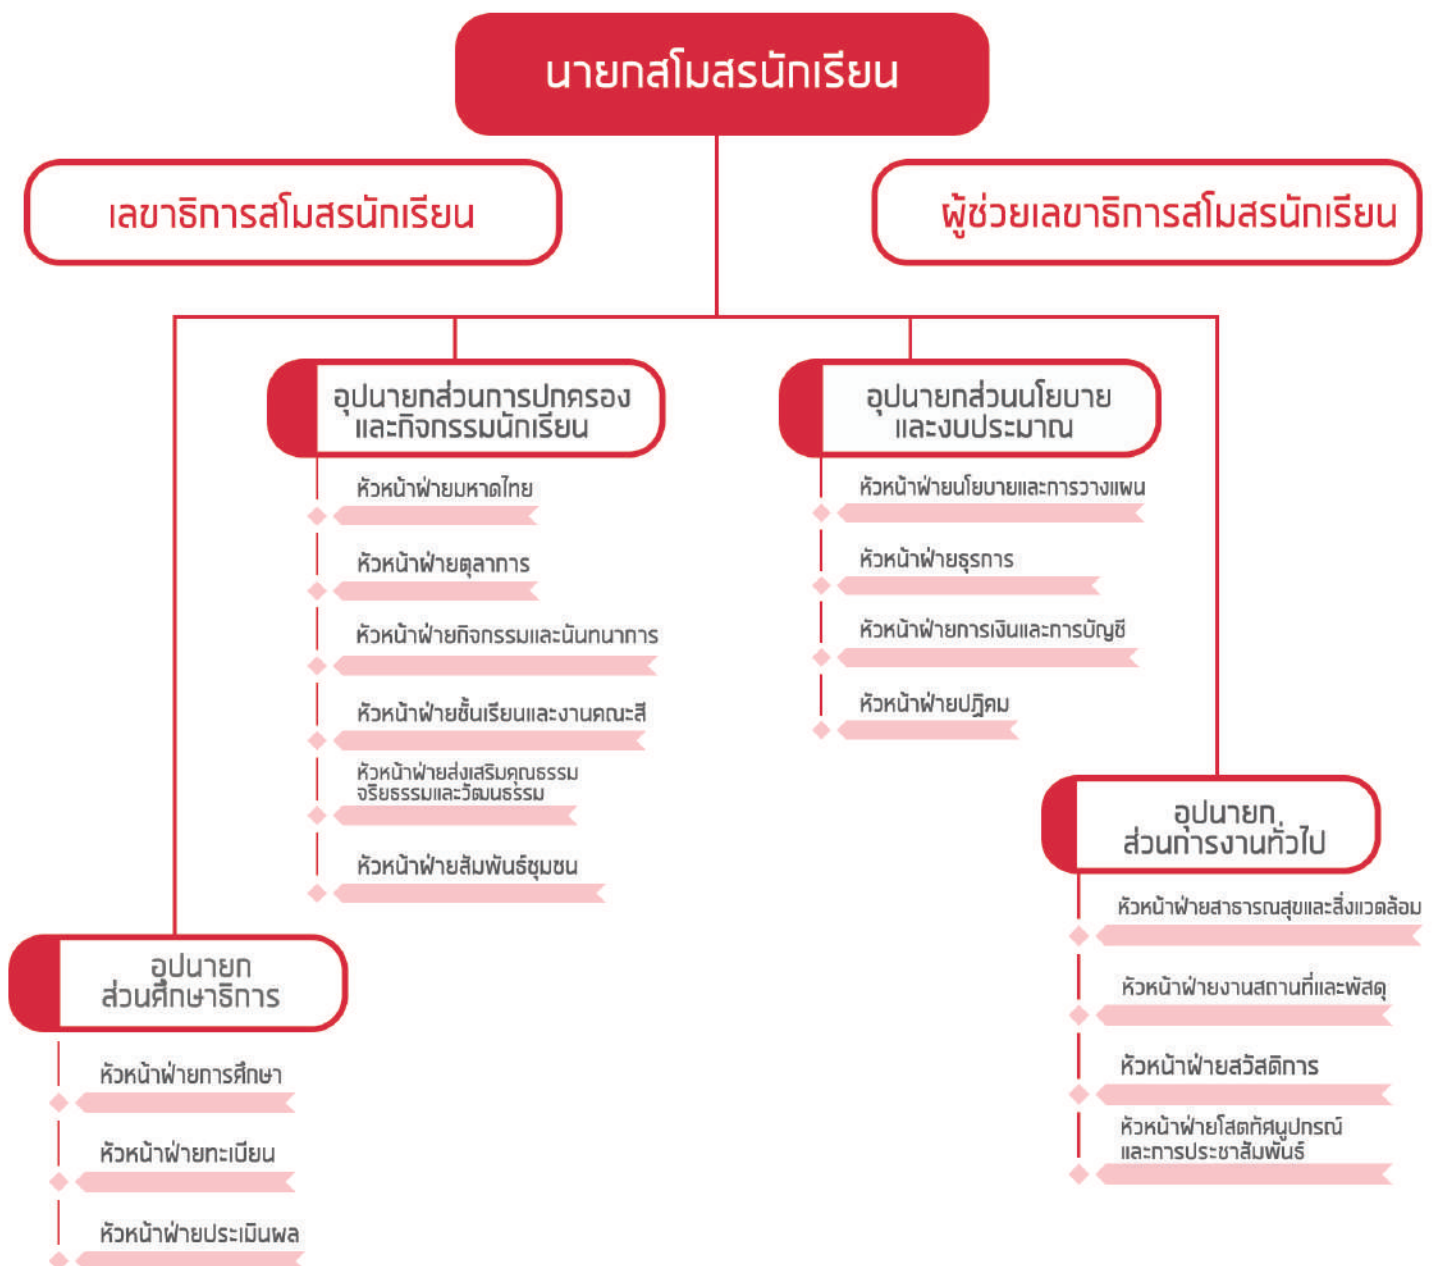 นายกสโมสรนักเรียน
เลขาธิการสโมสรนักเรียน
ผู้ช่วยเลขาธิการสโมสรนักเรียน
อุปนายกส่วนการปกครอง
และกิจกรรมนักเรียน
หัวหน้าฝ่ายมหาดไทย
หัวหน้าฝ่ายตุลาการ
หัวหน้าฝ่ายกิจกรรมและนันทนาการ
หัวหน้าฝ่ายชั้นเรียนและงานคณะสี
หัวหน้าฝ่ายส่งเสริมคุณธรรม
จริยธรรมและวัฒนธรรม
หัวหน้าฝ่ายสัมพันธ์ชุมชน
อุปนายกส่วนนโยบาย
และงบประมาณ
หัวหน้าฝ่ายนโยบายและการวางแผน
หัวหน้าฝ่ายธุรการ
หัวหน้าฝ่ายการเงินและการบัญชี
หัวหน้าฝ่ายปฏิคม
อุปนายก
ส่วนการงานทั่วไป
หัวหน้าฝ่ายสาธารณสุขและสิ่งแวดล้อม
หัวหน้าฝ่ายงานสถานที่และพัสดุ
หัวหน้าฝ่ายสวัสดิการ
หัวหน้าฝ่ายโสตทัศนูปกรณ์
และการประชาสัมพันธ์
อุปนายก
ส่วนศึกษาธิการ
หัวหน้าฝ่ายการศึกษา
หัวหน้าฝ่ายทะเบียน
หัวหน้าฝ่ายประเมินผล